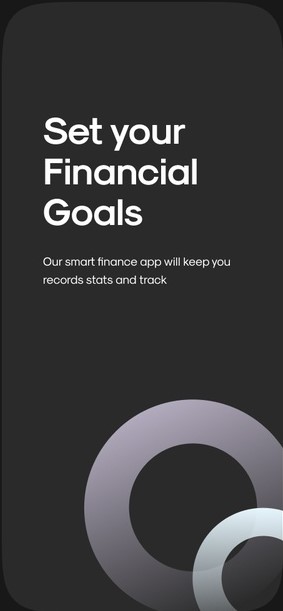 Set your
Financial
Goals
Our smart finance app will keep you
records stats and track